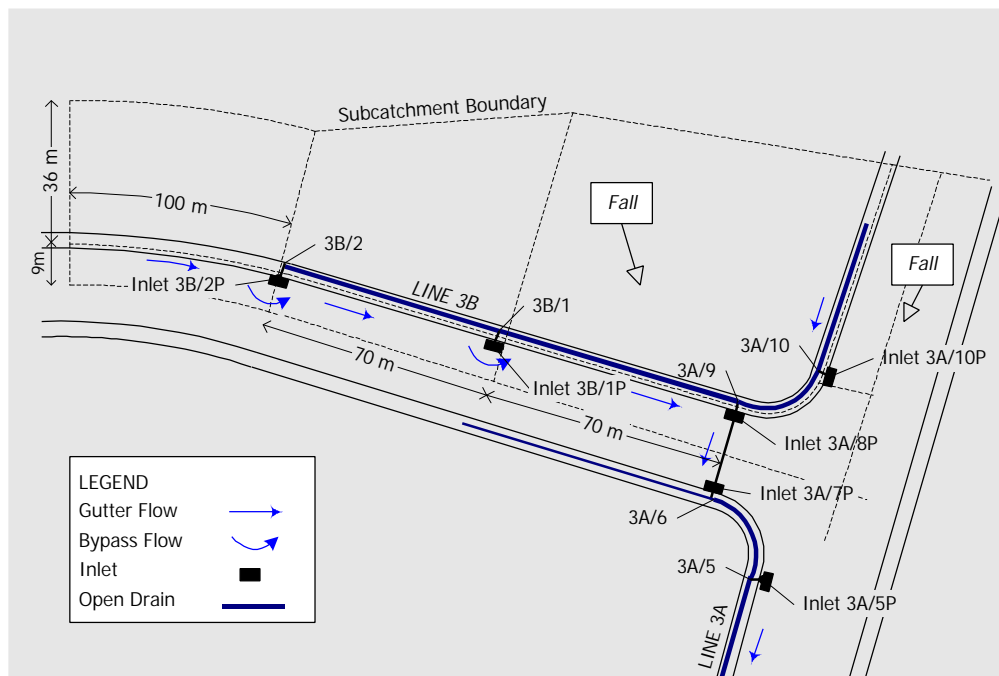 Subcatchment Boundary
36 m
100 m
Fall
9m
3B/2
Inlet 3B/2P
LINE 3B
3B/1
Fall
70 m
Inlet 3B/1P
3A/9
3A/10
Inlet 3A/10P
70 m
Inlet 3A/8P
Inlet 3A/7P
3A/6
3A/5
Inlet 3A/5P
LINE 3A
LEGEND
Gutter Flow
Bypass Flow
Inlet
Open Drain